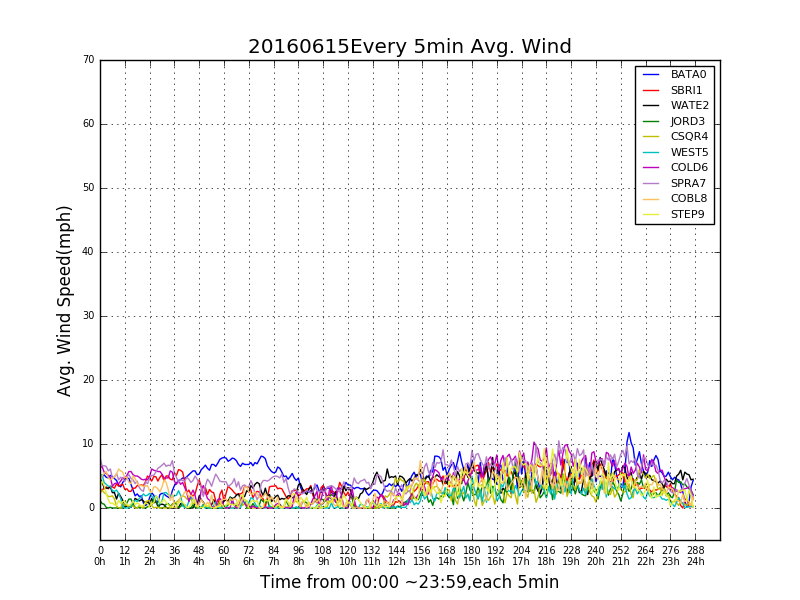 20160615Every 5min Avg. Wind
70
60
50
40
30
20
10
0
Avg. Wind Speed(mph)
BATA0
SBRI1
WATE2
JORD3
CSQR4
WEST5
COLD6
SPRA7
COBL8
STEP9
0 12 24 36 48 60 72 84 96 108 120 132 144 156 168 180 192 204 216 228 240 252 264 276 288
0h 1h 2h 3h 4h 5h 6h 7h 8h 9h 10h 11h 12h 13h 14h 15h 16h 17h 18h 19h 20h 21h 22h 23h 24h
Time from 00:00 ~23:59,each 5min